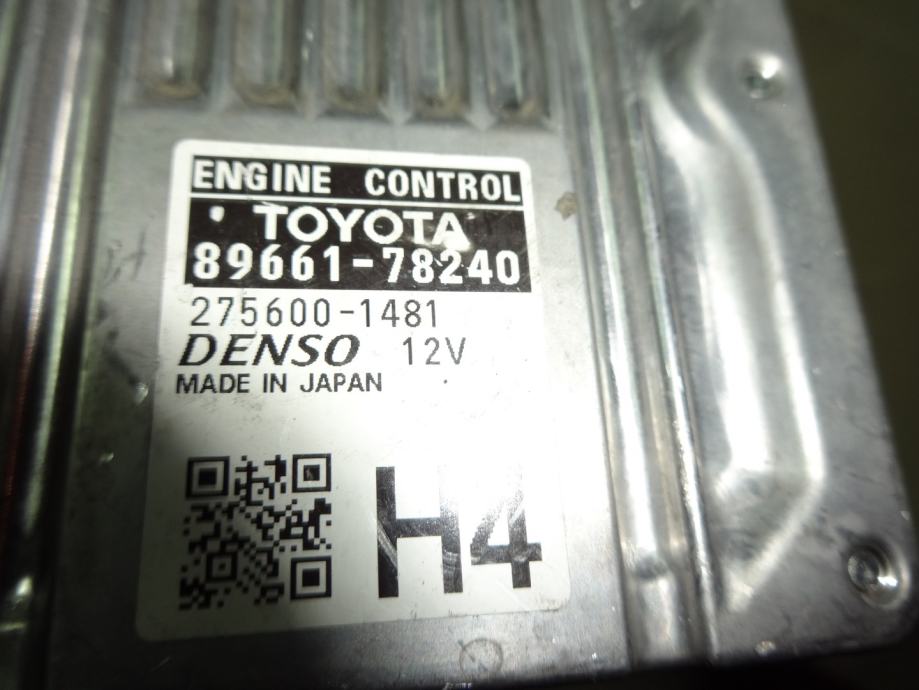 ENGINE CONTROL
TOYOTA
89661-78240
275600-1481
DENSO 12V
MADE IN JAPAN
H4